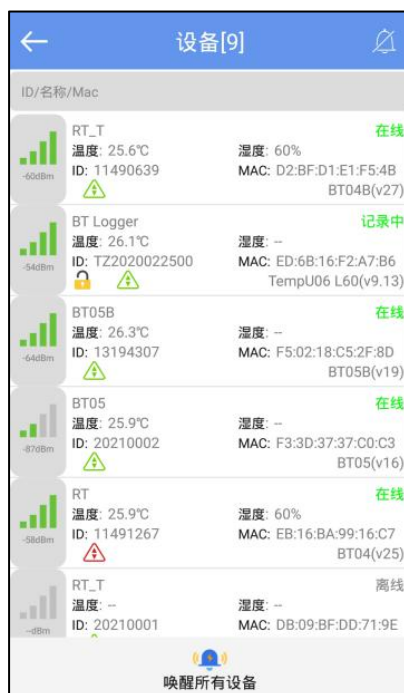 设备[9]
ID/名称/Mac
RT_T 在线
温度: 25.6℃ 湿度: 60%
-60dBm ID: 11490639 MAC: D2:BF:D1:E1:F5:4B
BT04B(v27)
BT Logger 记录中
温度: 26.1℃ 湿度: --
-54dBm ID: TZ2020022500 MAC: ED:6B:16:F2:A7:B6
TempU06 L60(v9.13)
BT05B 在线
温度: 26.3℃ 湿度: --
-64dBm ID: 13194307 MAC: F5:02:18:C5:2F:8D
BT05B(v19)
BT05 在线
温度: 25.9℃ 湿度: --
-87dBm ID: 20210002 MAC: F3:3D:37:37:C0:C3
BT05(v16)
RT 在线
温度: 25.9℃ 湿度: 60%
-58dBm ID: 11491267 MAC: EB:16:BA:99:16:C7
BT04(v25)
RT_T 离线
温度: -- 湿度: --
--dBm ID: 20210001 MAC: DB:09:BF:DD:71:9E
唤醒所有设备